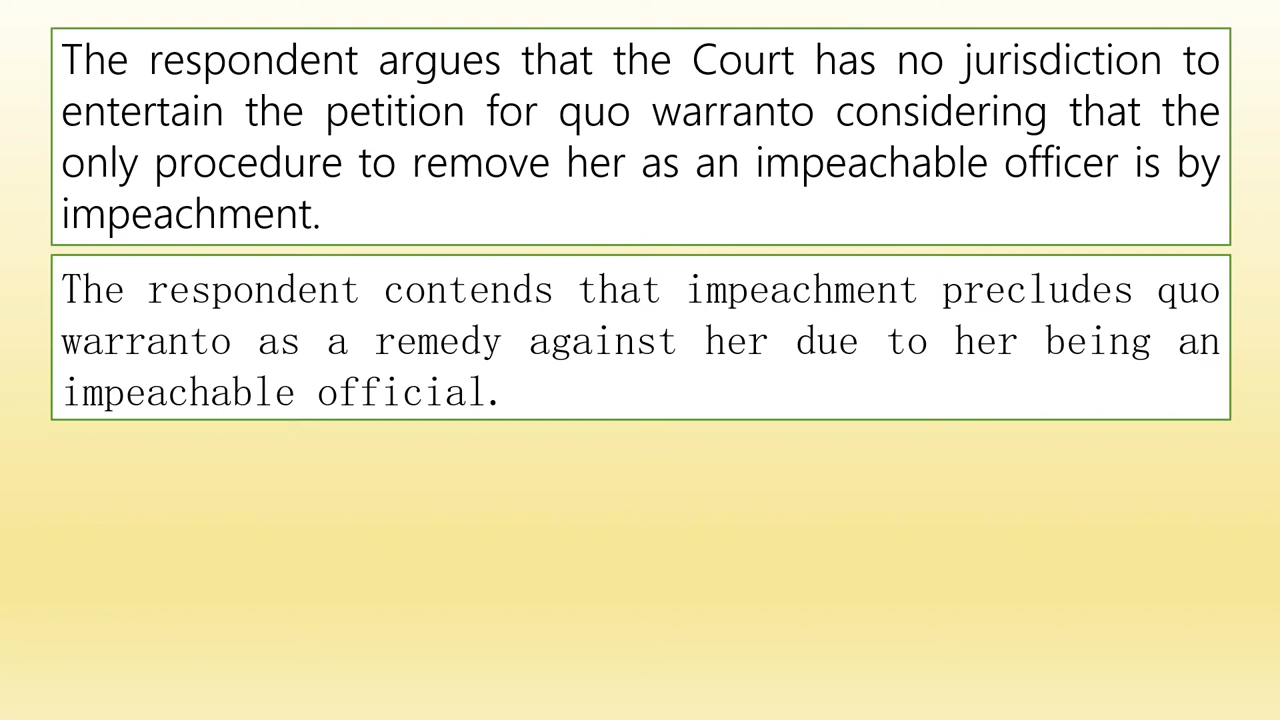 The respondent argues that the Court has no jurisdiction to
entertain the petition for quo warranto considering that the
only procedure to remove her as an impeachable officer is by
impeachment.
The respondent contends that impeachment precludes quo
warranto as a remedy against her due to her being an
impeachable official.